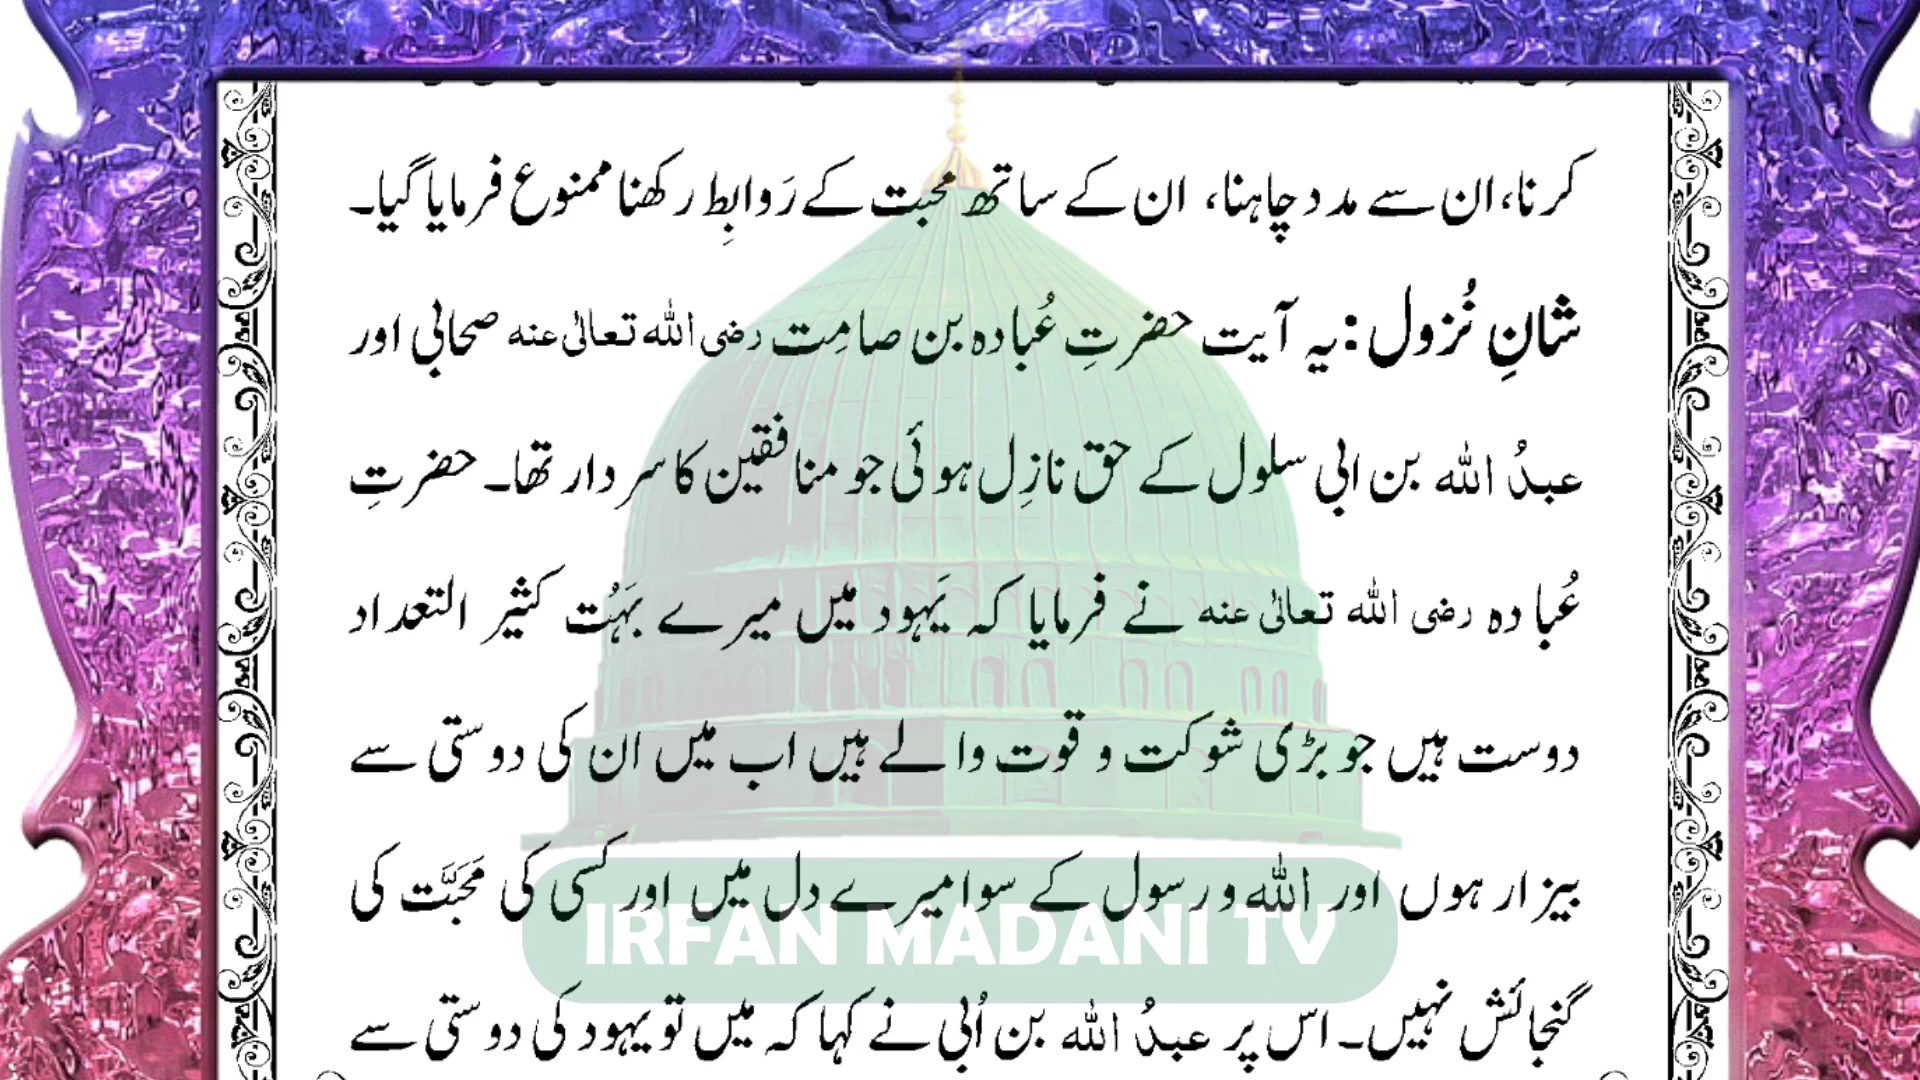 کرنا، ان سے مدد چاہنا، ان کے ساتھ محبت کے رَوابِط رکھنا ممنوع فرمایا گیا۔
شانِ نُزول: یہ آیت حضرتِ عُبادہ بن صامِت رضی اللہ تعالیٰ عنہ صحابی اور
عبدُ اللہ بن ابی سلول کے حق نازِل ہوئی جو منافقین کا سردار تھا۔ حضرتِ
عُبادہ رضی اللہ تعالیٰ عنہ نے فرمایا کہ یَہود میں میرے بہَُت کثیر التعداد
دوست ہیں جو بڑی شوکت و قوت والے ہیں اب میں ان کی دوستی سے
بیزار ہوں اور اللہ و رسول کے سوا میرے دل میں اور کسی کی مَحَبَّت کی
IRFAN MADANI TV
گنجائش نہیں۔ اس پر عبدُ اللہ بن اُبی نے کہا کہ میں تو یہود کی دوستی سے